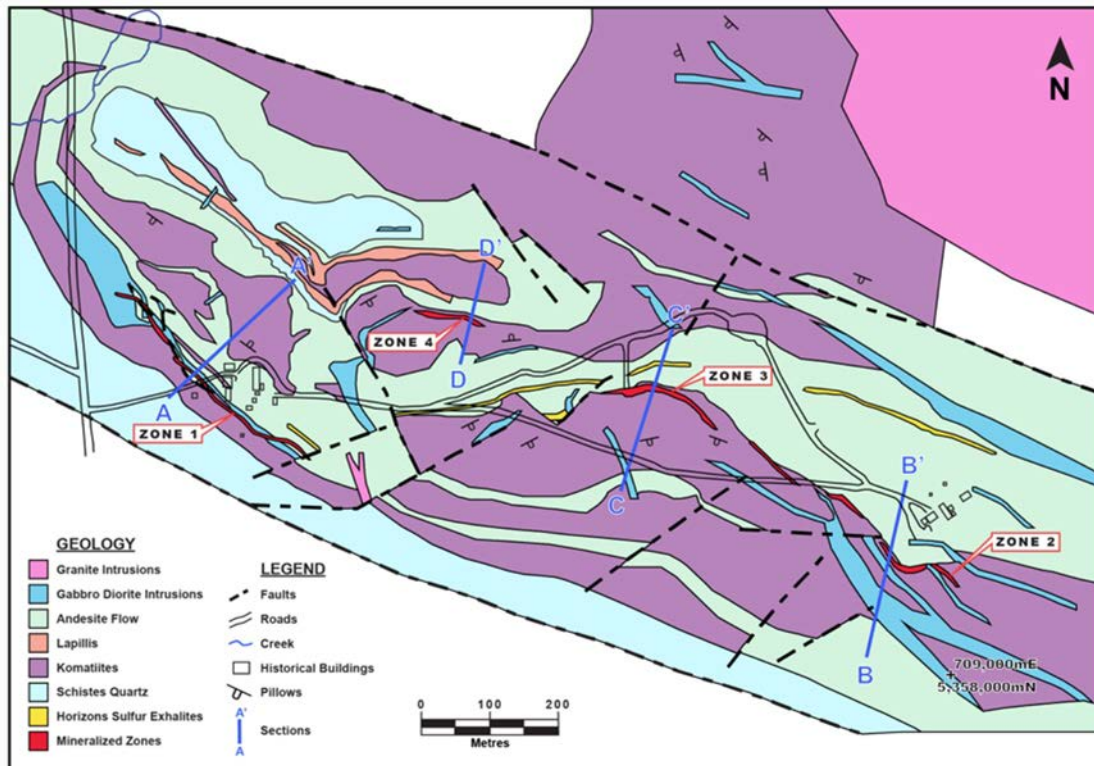 N
D'
A'
C'
ZONE 4
D
ZONE 3
A
ZONE 1
B'
C
ZONE 2
GEOLOGY
Granite Intrusions
Gabbro Diorite Intrusions
Andesite Flow
Lapillis
Komatiites
Schistes Quartz
Horizons Sulfur Exhalites
Mineralized Zones
LEGEND
Faults
Roads
Creek
Historical Buildings
Pillows
A'
Sections
A
0 100 200
Metres
B
709,000mE
5,358,000mN